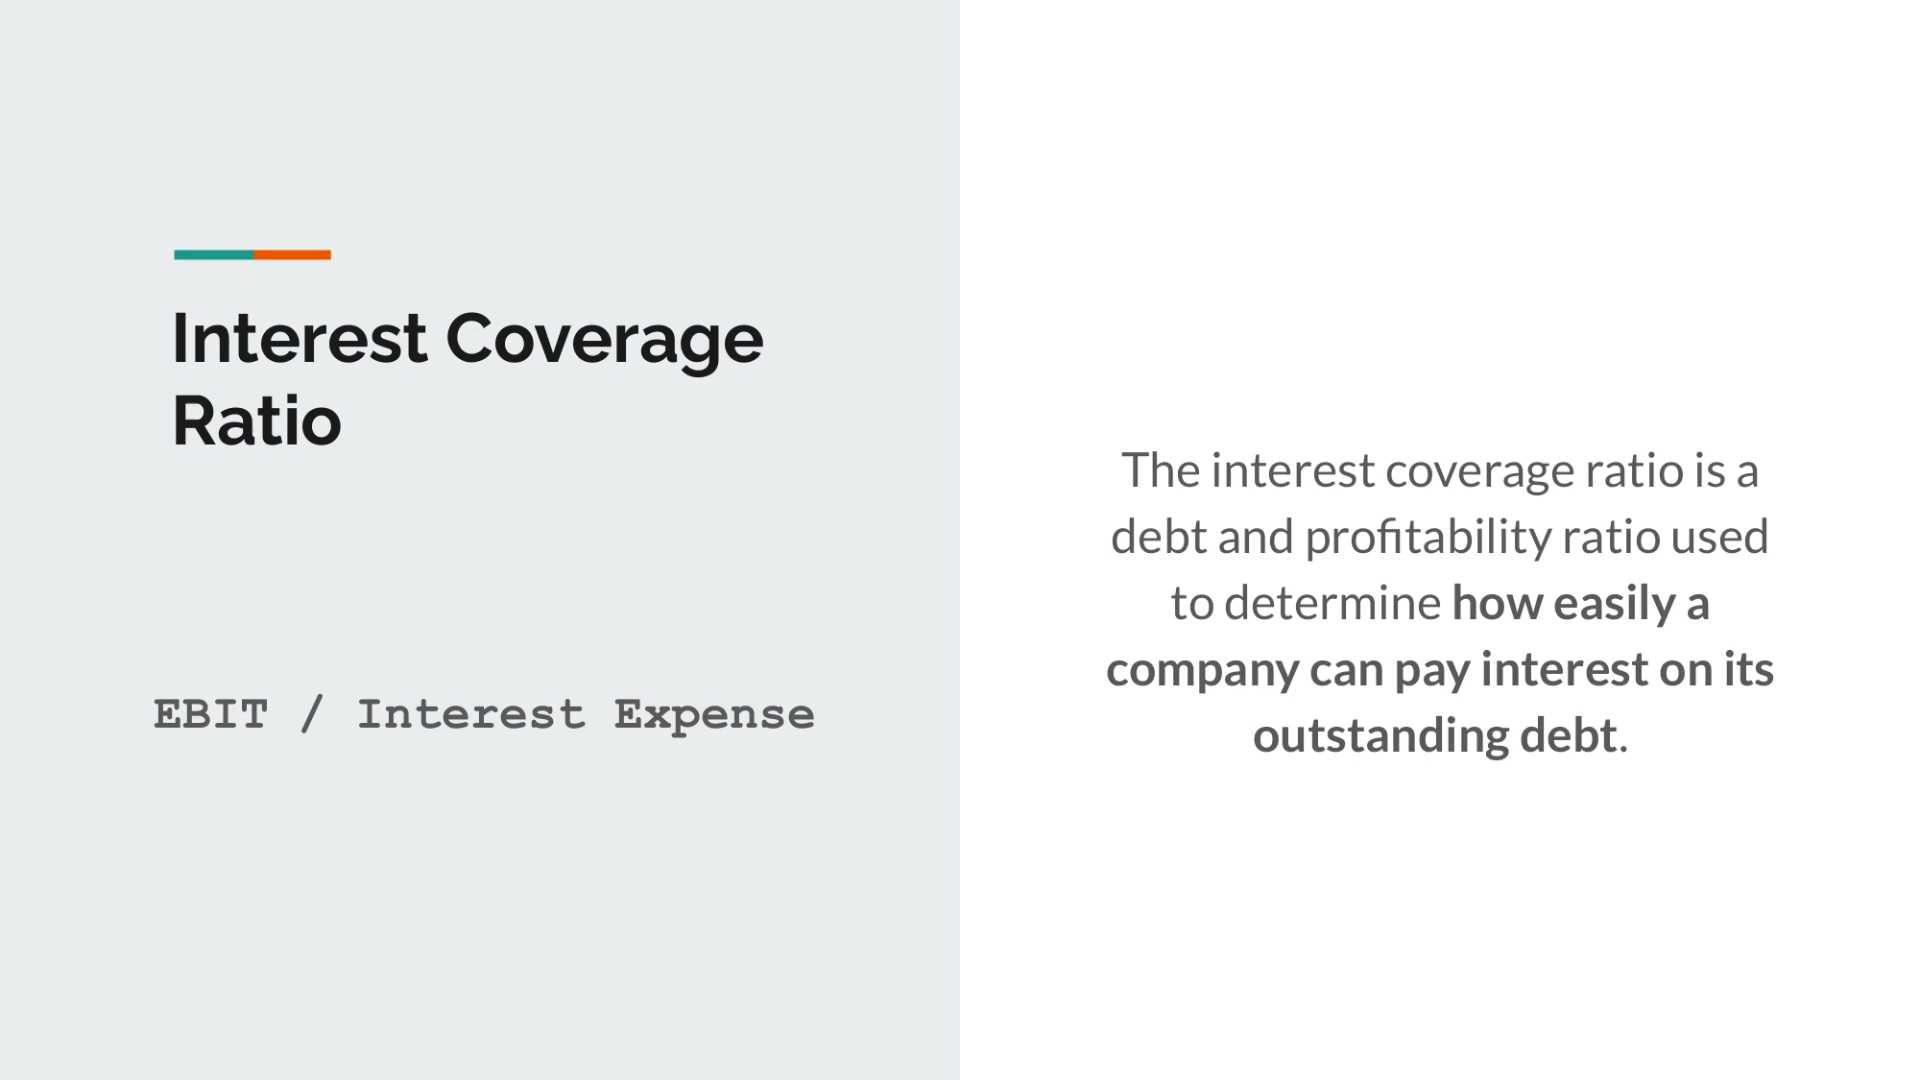 Interest Coverage
Ratio
EBIT / Interest Expense
The interest coverage ratio is a
debt and profitability ratio used
to determine how easily a
company can pay interest on its
outstanding debt.